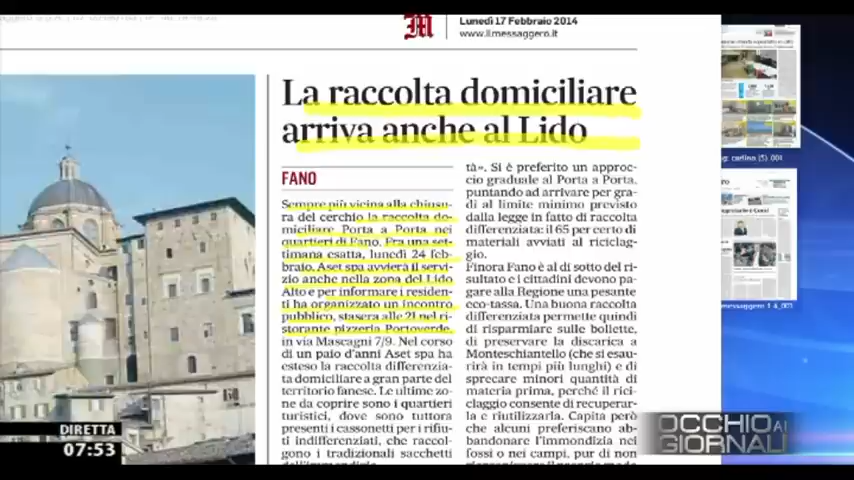 Lunedì 17 Febbraio 2014
www.ilmessaggero.it
La raccolta domiciliare
arriva anche al Lido
FANO
Sempre più vicina alla chiusu-
ra del cerchio la raccolta do-
miciliare Porta a Porta nei
quartieri di Fano. Fra una set-
timana esatta, lunedì 24 feb-
braio, Aset spa avvierà il servi-
zio anche nella zona del Lido
Alto e per informare i residen-
ti ha organizzato un incontro
pubblico, stasera alle 21 nel ri-
storante pizzeria Portoverde,
in via Mascagni 7/9. Nel corso
di un paio d'anni Aset spa ha
esteso la raccolta differenzia-
ta domiciliare a gran parte del
territorio fanese. Le ultime zo-
ne da coprire sono i quartieri
turistici, dove sono tuttora
presenti i cassonetti per i rifiu-
ti indifferenziati, che raccolgo-
no i tradizionali sacchetti
dell'immondizia
tà». Si è preferito un approc-
cio graduale al Porta a Porta,
puntando ad arrivare per gra-
di al limite minimo previsto
dalla legge in fatto di raccolta
differenziata: il 65 per certo di
materiali avviati al riciclag-
gio.
Finora Fano è al di sotto del ri-
sultato e i cittadini devono pa-
gare alla Regione una pesante
eco-tassa. Una buona raccolta
differenziata permette quindi
di risparmiare sulle bollette,
di preservare la discarica a
Monteschiantello (che si esau-
rirà in tempi più lunghi) e di
sprecare minori quantità di
materia prima, perché il rici-
claggio consente di recuperar-
la e riutilizzarla. Capita però
che alcuni preferiscano ab-
bandonare l'immondizia nei
fossi o nei campi, pur di non
DIRETTA
07:53
OCCHIO AI
GIORNALI